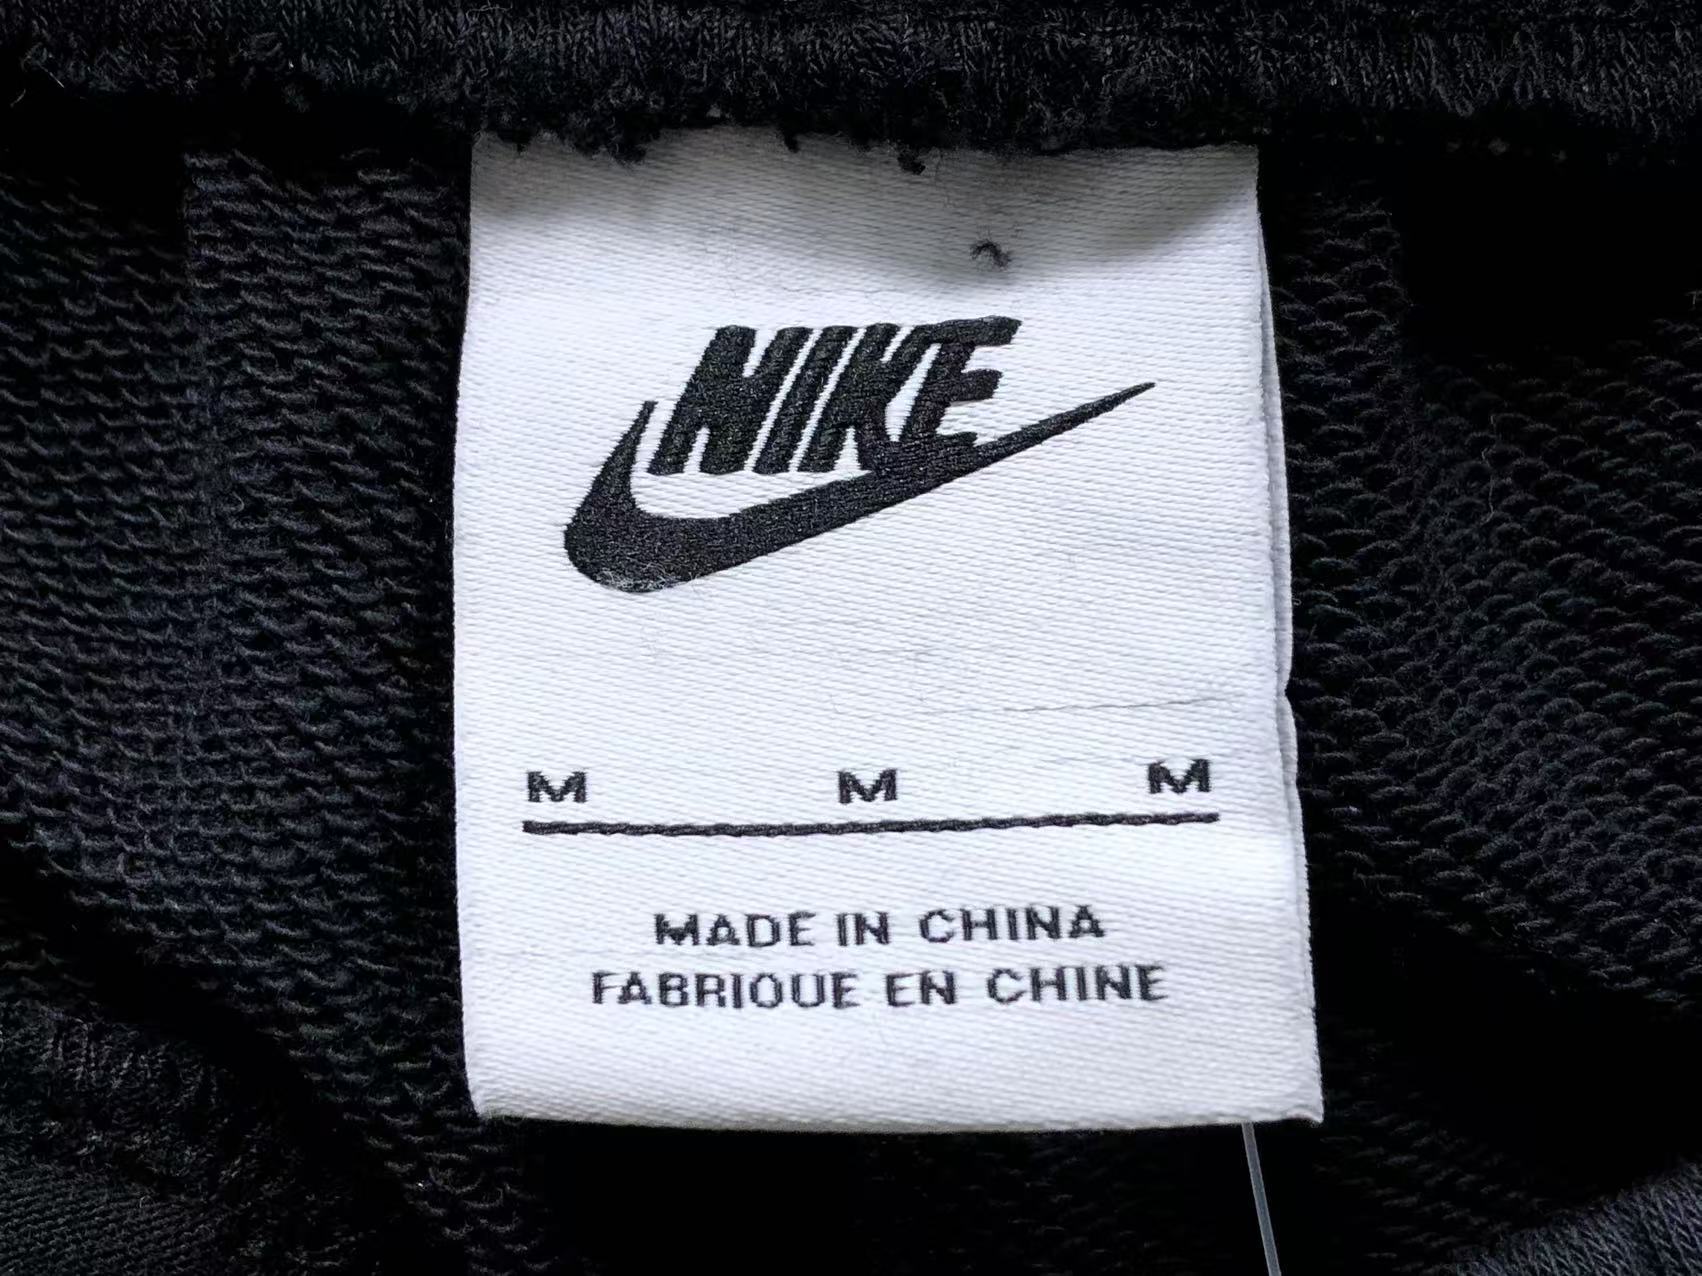 NIKE
M M M
MADE IN CHINA
FABRIQUE EN CHINE